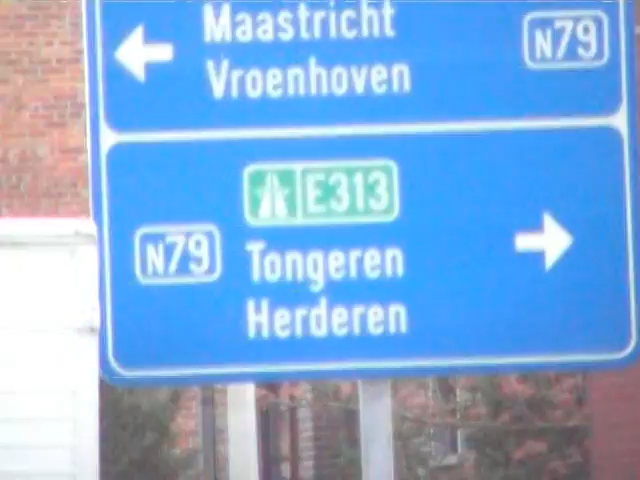 Maastricht N79
Vroenhoven
E313
N79 Tongeren
Herderen